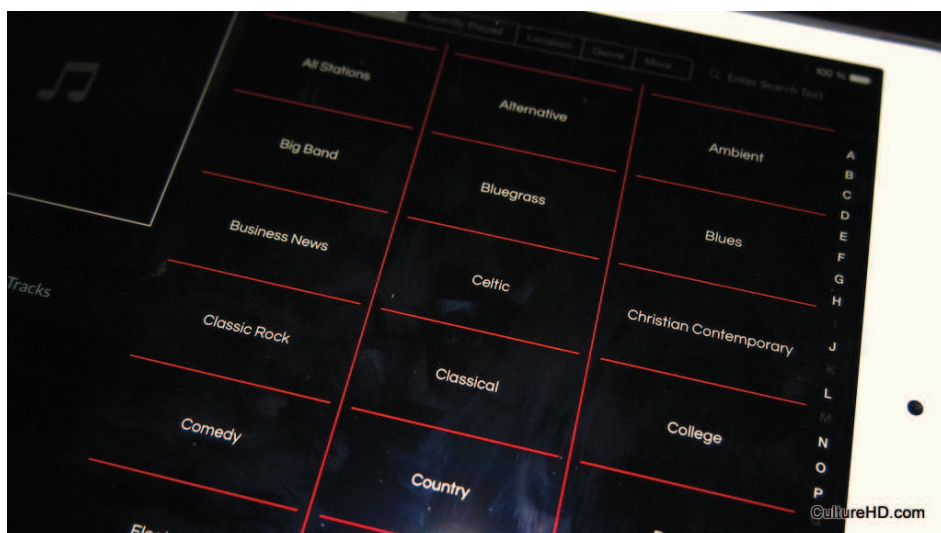 Recently Played
Location
Genre
More...
Enter Search Text
100 %
All Stations
Alternative
Ambient
Big Band
Bluegrass
Blues
Business News
Celtic
Christian Contemporary
Classic Rock
Classical
College
Comedy
Country
Tracks
A
B
C
D
E
F
G
H
I
J
K
L
M
N
O
P
CultureHD.com